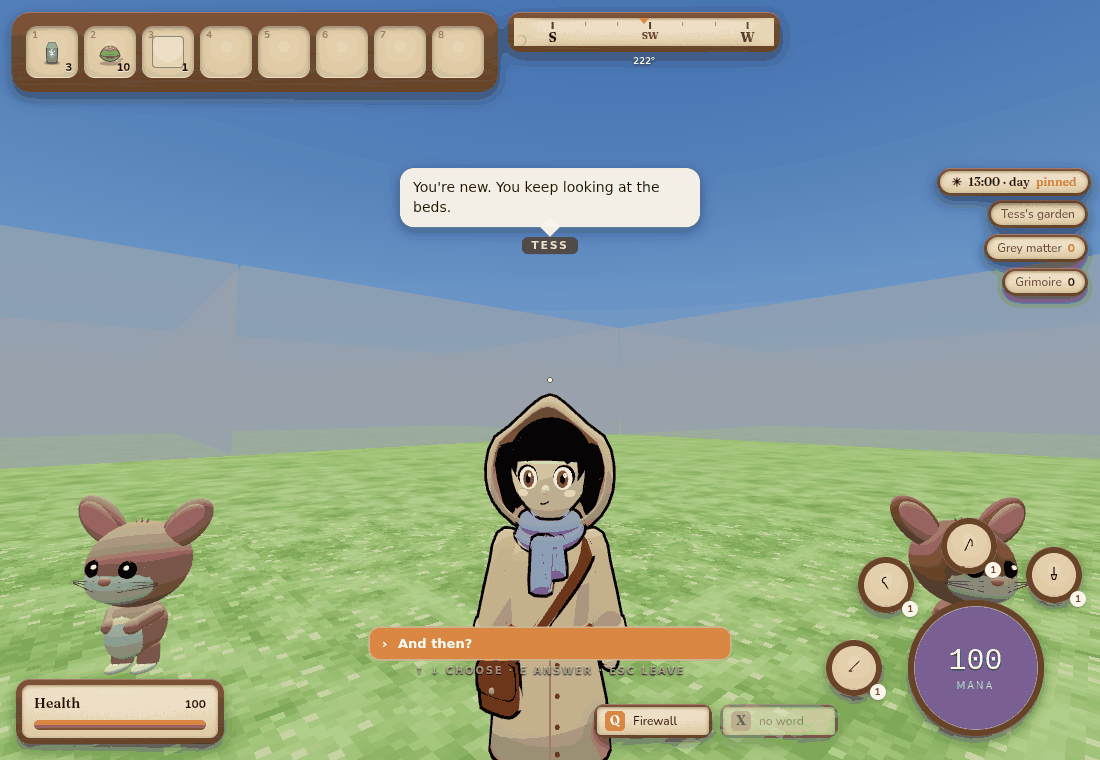 1
2
3
4
5
6
7
8
3
10
1
S
SW
W
222°
You're new. You keep looking at the
beds.
TESS
13:00 · day pinned
Tess's garden
Grey matter 0
Grimoire 0
› And then?
↑ ↓ CHOOSE · E ANSWER · ESC LEAVE
1
1
1
1
100
MANA
Health 100
Q Firewall
X no word